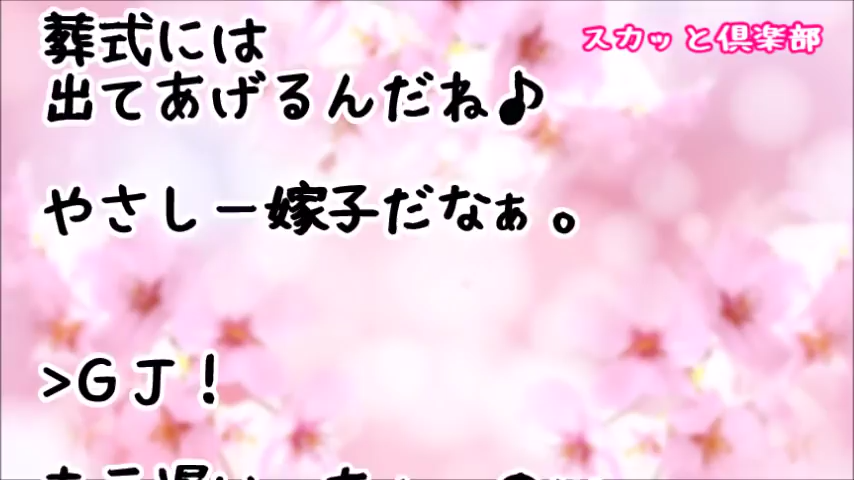 スカッと倶楽部
葬式には
出てあげるんだね♪
やさしー嫁子だなぁ。
>GJ！